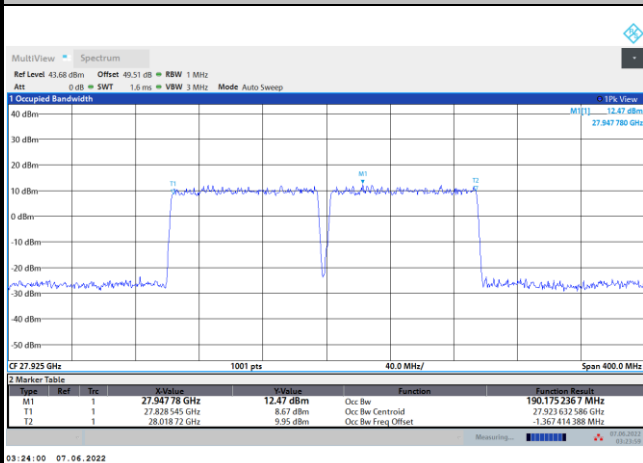 MultiView Spectrum
Ref Level 43.68 dBm Offset 49.51 dB RBW 1 MHz
Att 0 dB SWT 1.6 ms VBW 3 MHz Mode Auto Sweep
1 Occupied Bandwidth 1Pk View
M1[1] 12.47 dBm
27.947 780 GHz
40 dBm
30 dBm
20 dBm
M1
T1 T2
10 dBm
0 dBm
-10 dBm
-20 dBm
-30 dBm
-40 dBm
-50 dBm
CF 27.925 GHz 1001 pts 40.0 MHz/ Span 400.0 MHz
2 Marker Table
Type Ref Trc X-Value Y-Value Function Function Result
M1 1 27.947 78 GHz 12.47 dBm Occ Bw 190.175 236 7 MHz
T1 1 27.828 545 GHz 8.67 dBm Occ Bw Centroid 27.923 632 586 GHz
T2 1 28.018 72 GHz 9.95 dBm Occ Bw Freq Offset -1.367 414 388 MHz
Measuring... 07.06.2022
03:23:59
03:24:00 07.06.2022